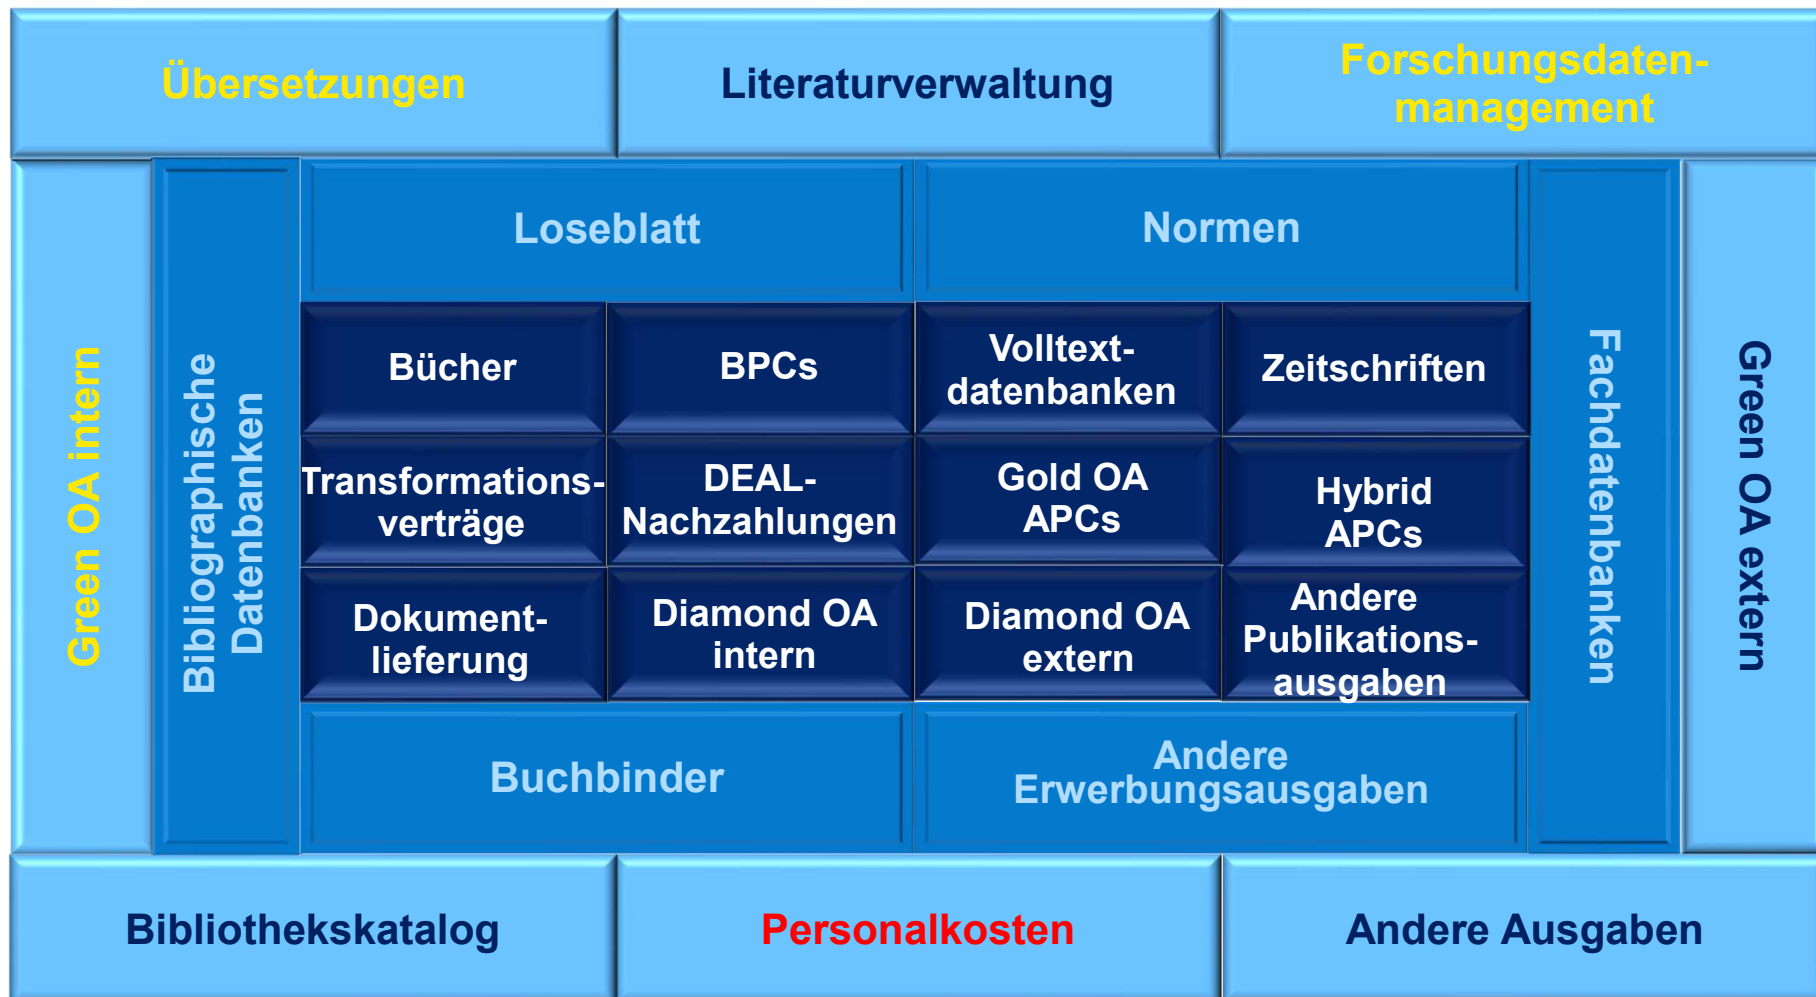 Übersetzungen
Literaturverwaltung
Forschungsdaten-
management
Green OA intern
Bibliographische
Datenbanken
Loseblatt
Normen
Bücher
BPCs
Volltext-
datenbanken
Zeitschriften
Transformations-
verträge
DEAL-
Nachzahlungen
Gold OA
APCs
Hybrid
APCs
Dokument-
lieferung
Diamond OA
intern
Diamond OA
extern
Andere
Publikations-
ausgaben
Buchbinder
Andere
Erwerbungsausgaben
Fachdatenbanken
Green OA extern
Bibliothekskatalog
Personalkosten
Andere Ausgaben